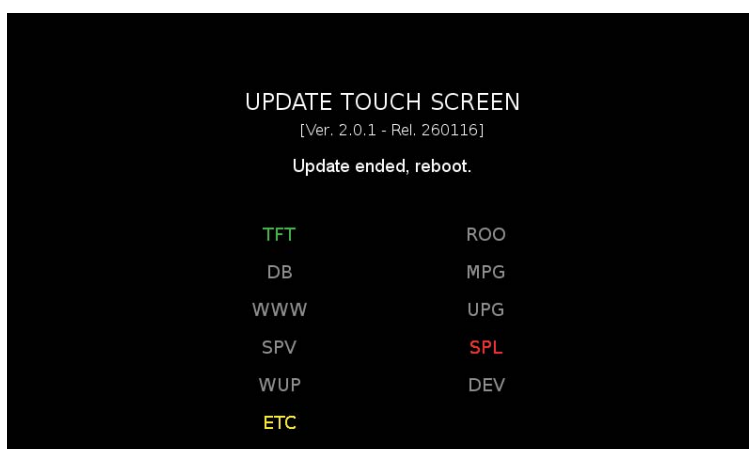 UPDATE TOUCH SCREEN
[Ver. 2.0.1 - Rel. 260116]
Update ended, reboot.
TFT ROO
DB MPG
WWW UPG
SPV SPL
WUP DEV
ETC